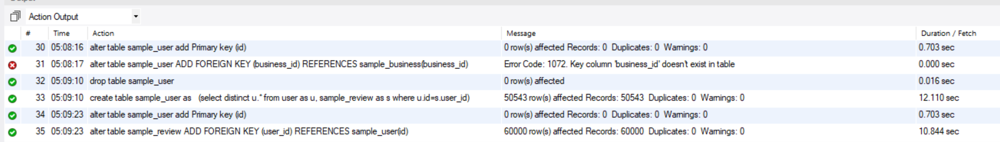 Output
Action Output
# Time Action Message Duration / Fetch
30 05:08:16 alter table sample_user add Primary key (id) 0 row(s) affected Records: 0 Duplicates: 0 Warnings: 0 0.703 sec
31 05:08:17 alter table sample_user ADD FOREIGN KEY (business_id) REFERENCES sample_business(business_id) Error Code: 1072. Key column 'business_id' doesn't exist in table 0.000 sec
32 05:09:10 drop table sample_user 0 row(s) affected 0.016 sec
33 05:09:10 create table sample_user as (select distinct u.* from user as u, sample_review as s where u.id=s.user_id) 50543 row(s) affected Records: 50543 Duplicates: 0 Warnings: 0 12.110 sec
34 05:09:23 alter table sample_user add Primary key (id) 0 row(s) affected Records: 0 Duplicates: 0 Warnings: 0 0.703 sec
35 05:09:23 alter table sample_review ADD FOREIGN KEY (user_id) REFERENCES sample_user(id) 60000 row(s) affected Records: 60000 Duplicates: 0 Warnings: 0 10.844 sec